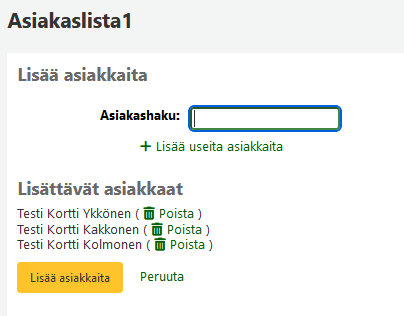 Asiakaslista1
Lisää asiakkaita
Asiakashaku:
+ Lisää useita asiakkaita
Lisättävät asiakkaat
Testi Kortti Ykkönen ( Poista )
Testi Kortti Kakkonen ( Poista )
Testi Kortti Kolmonen ( Poista )
Lisää asiakkaita Peruuta